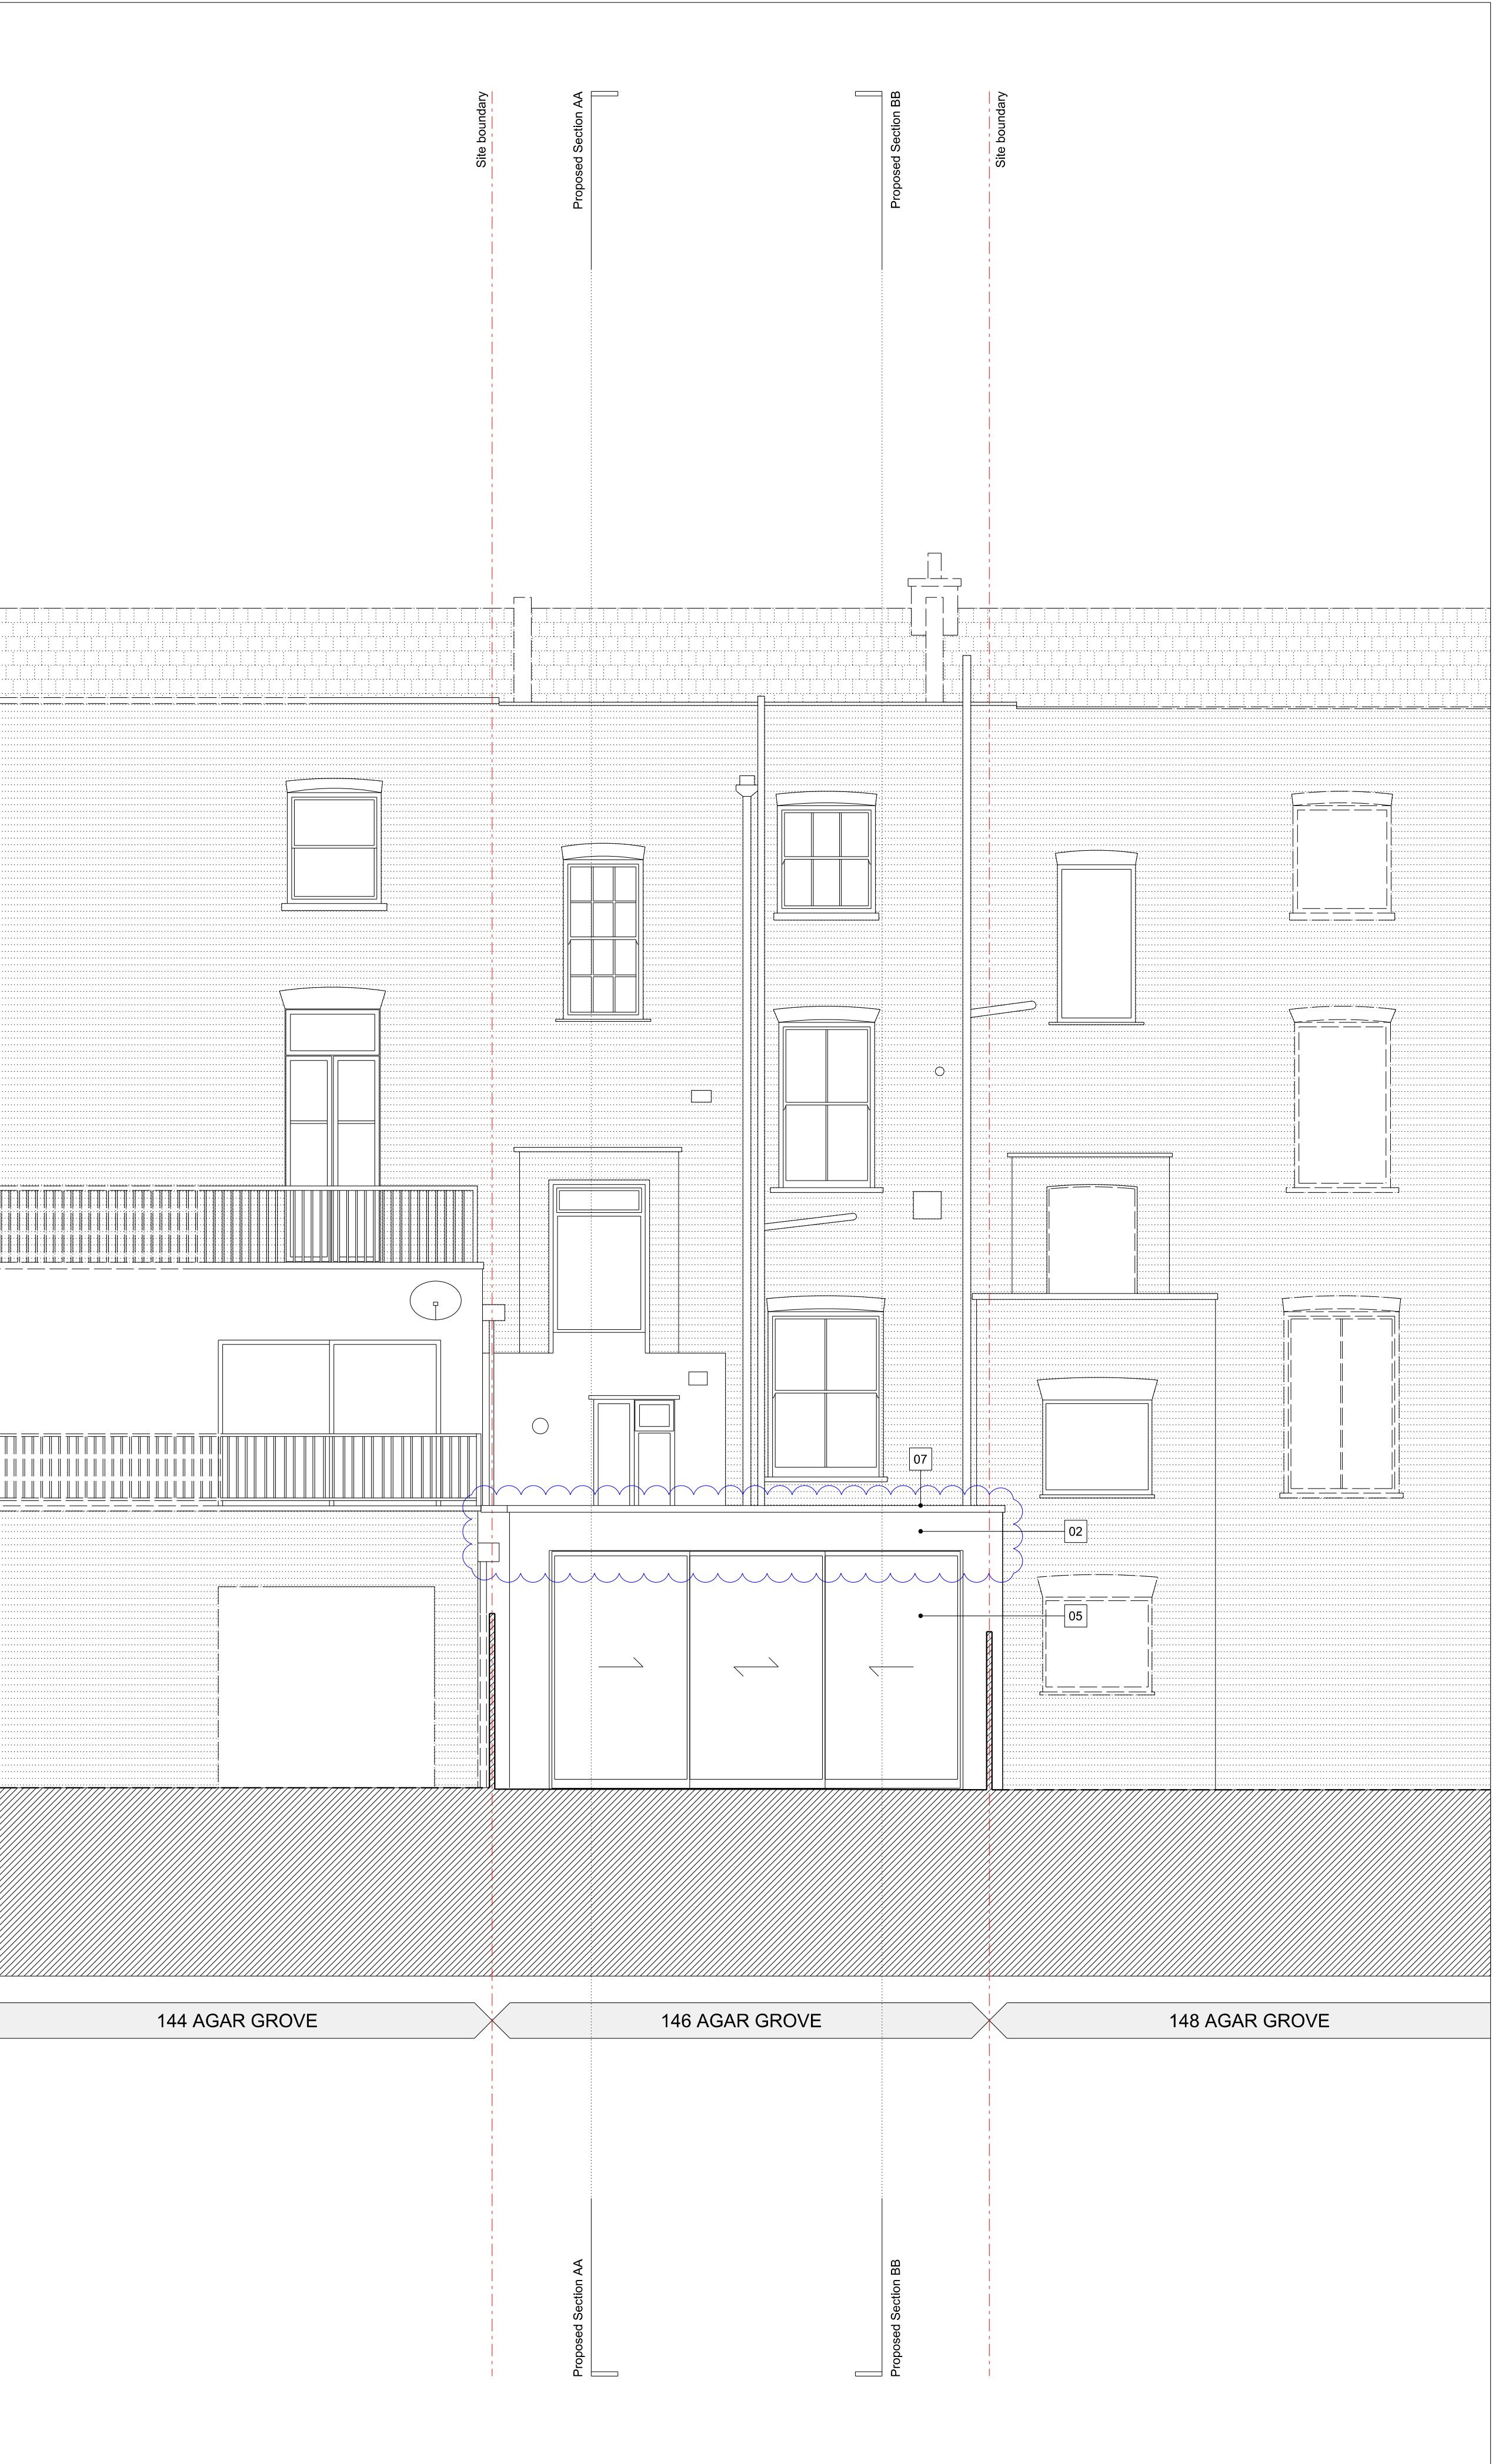 Site boundary
Proposed Section AA
Proposed Section BB
Site boundary
07
02
05
144 AGAR GROVE
146 AGAR GROVE
148 AGAR GROVE
Proposed Section AA
Proposed Section BB